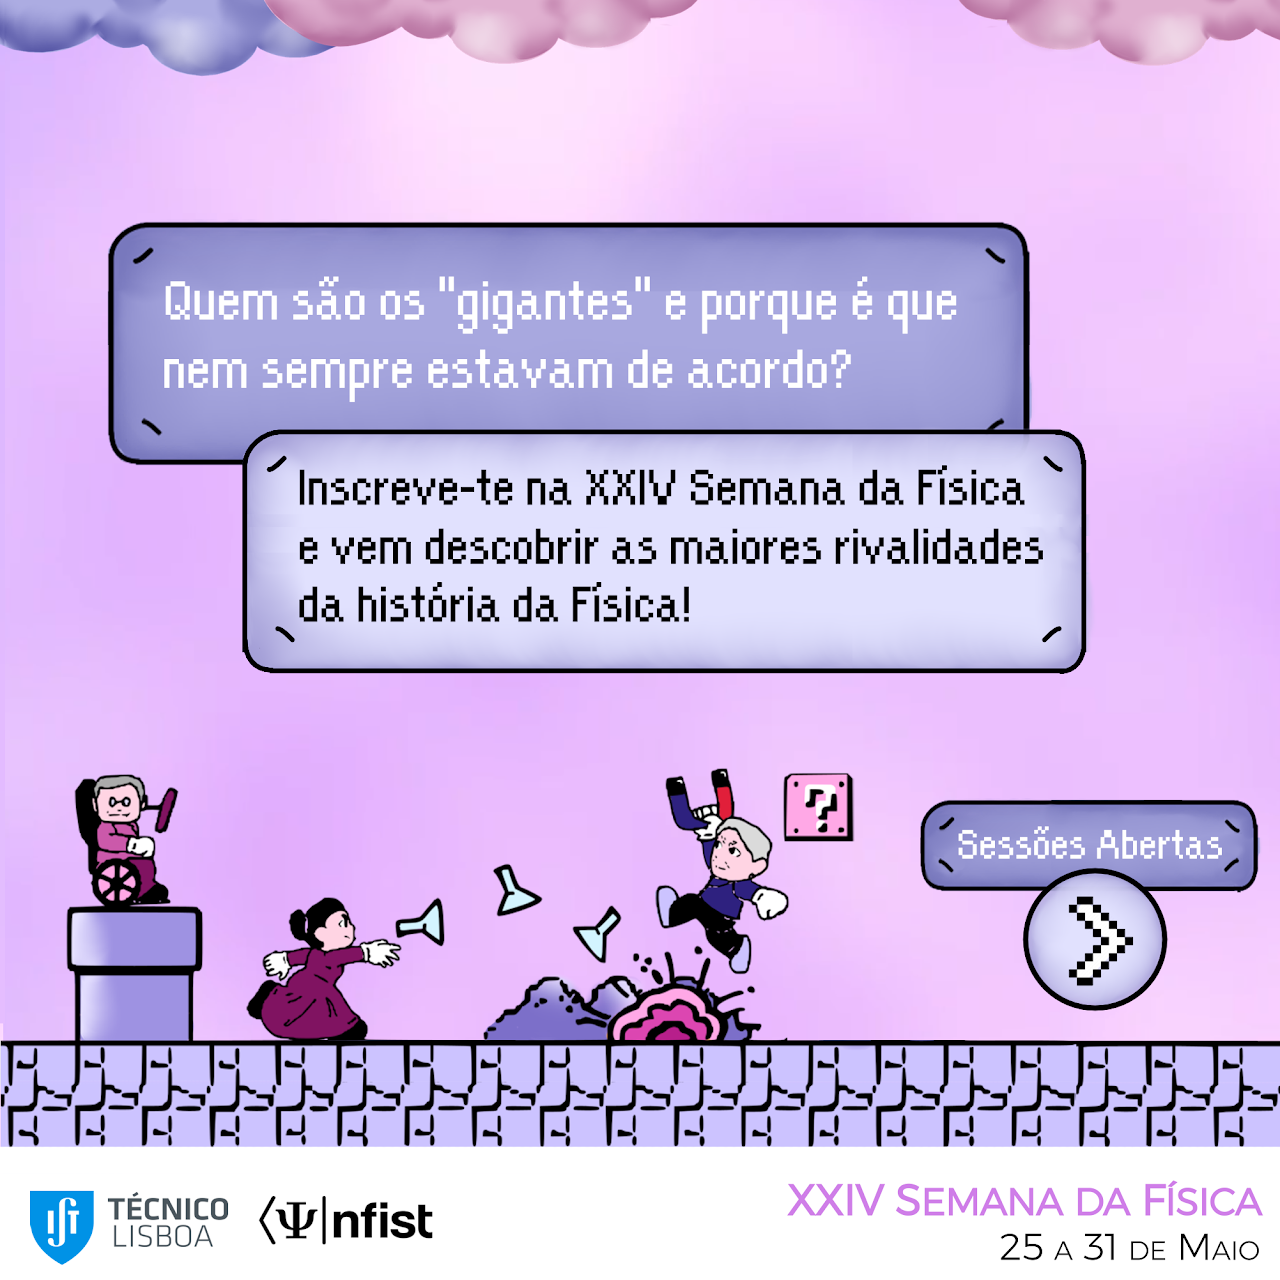 Quem são os "gigantes" e porque é que
nem sempre estavam de acordo?
Inscreve-te na XXIV Semana da Física
e vem descobrir as maiores rivalidades
da história da Física!
?
Sessões Abertas
TÉCNICO
LISBOA
⟨Ψ|nfist
XXIV Semana da Física
25 a 31 de Maio